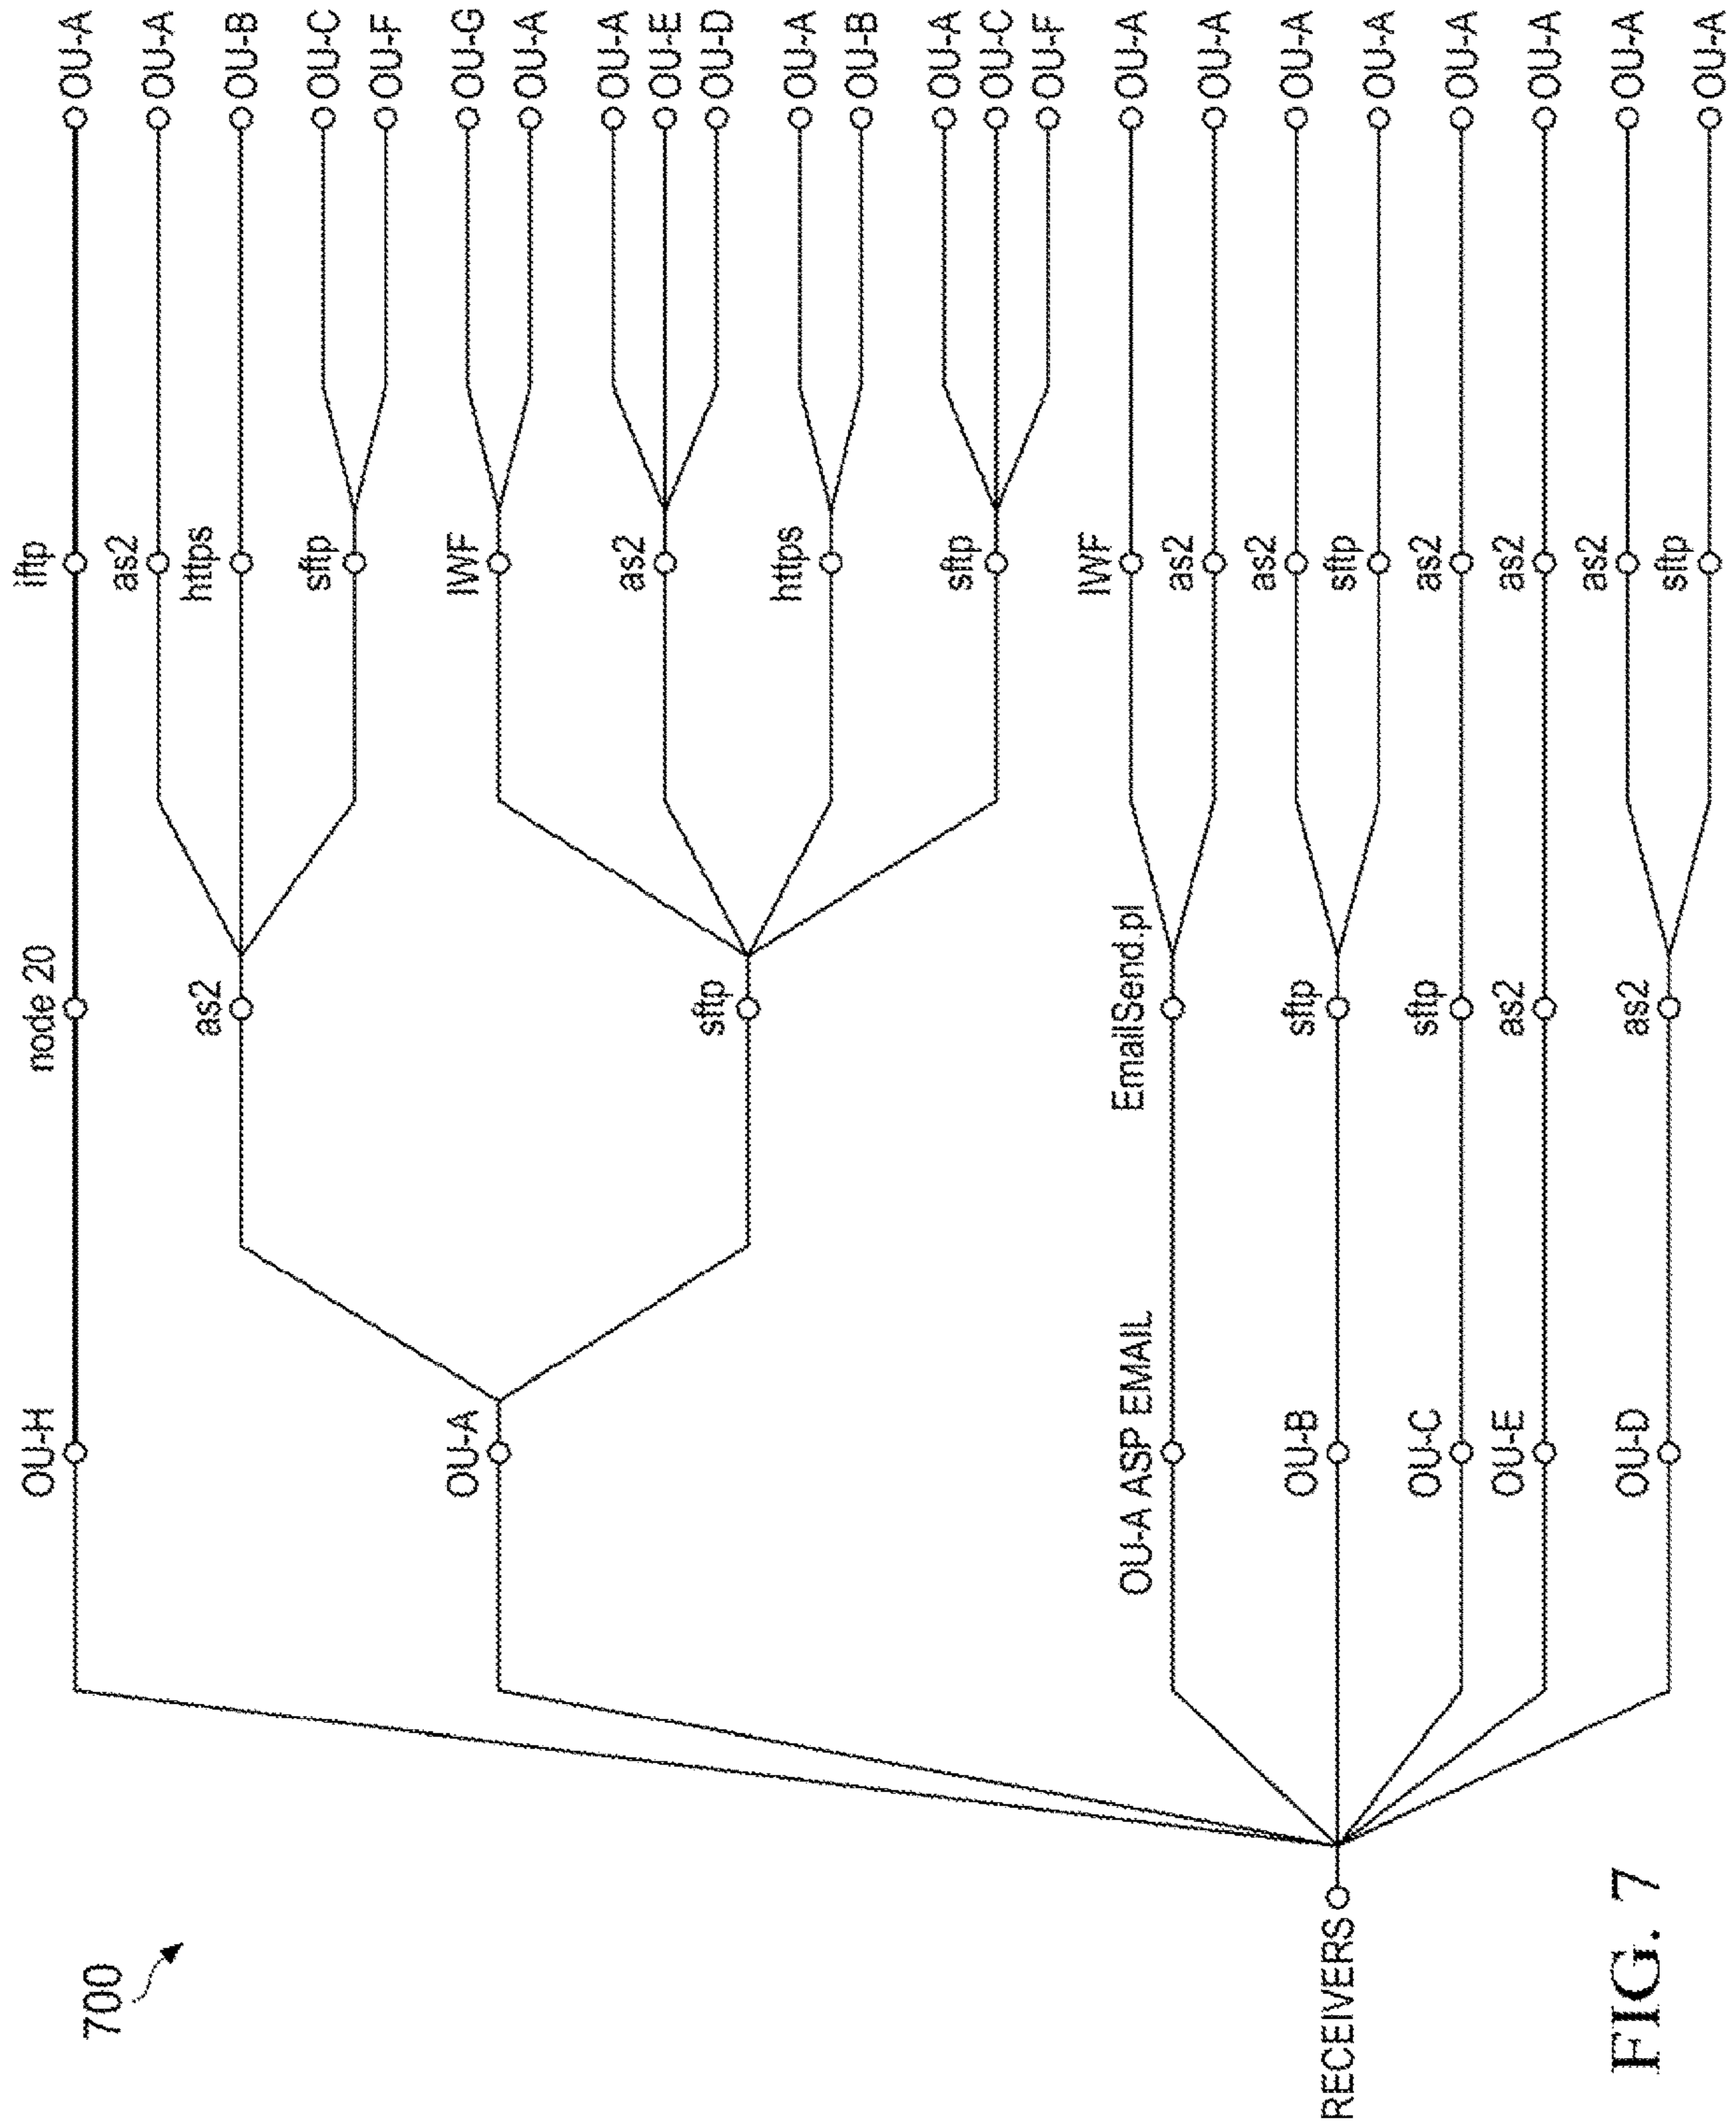 700
RECEIVERS
OU-H
node 20
iftp
OU-A
OU-A
as2
as2
OU-A
https
OU-B
sftp
OU-C
OU-F
sftp
IWF
OU-G
OU-A
as2
OU-A
OU-E
OU-D
https
OU-A
OU-B
sftp
OU-A
OU-C
OU-F
OU-A ASP EMAIL
EmailSend.pl
IWF
OU-A
as2
OU-A
OU-B
sftp
as2
OU-A
sftp
OU-A
OU-C
sftp
as2
OU-A
OU-E
as2
as2
OU-A
OU-D
as2
as2
OU-A
sftp
OU-A
FIG. 7